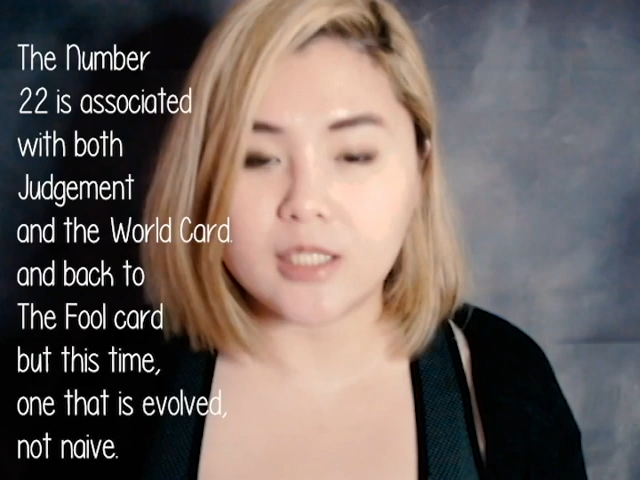 The Number
22 is associated
with both
Judgement
and the World Card.
and back to
The Fool card
but this time,
one that is evolved,
not naive.